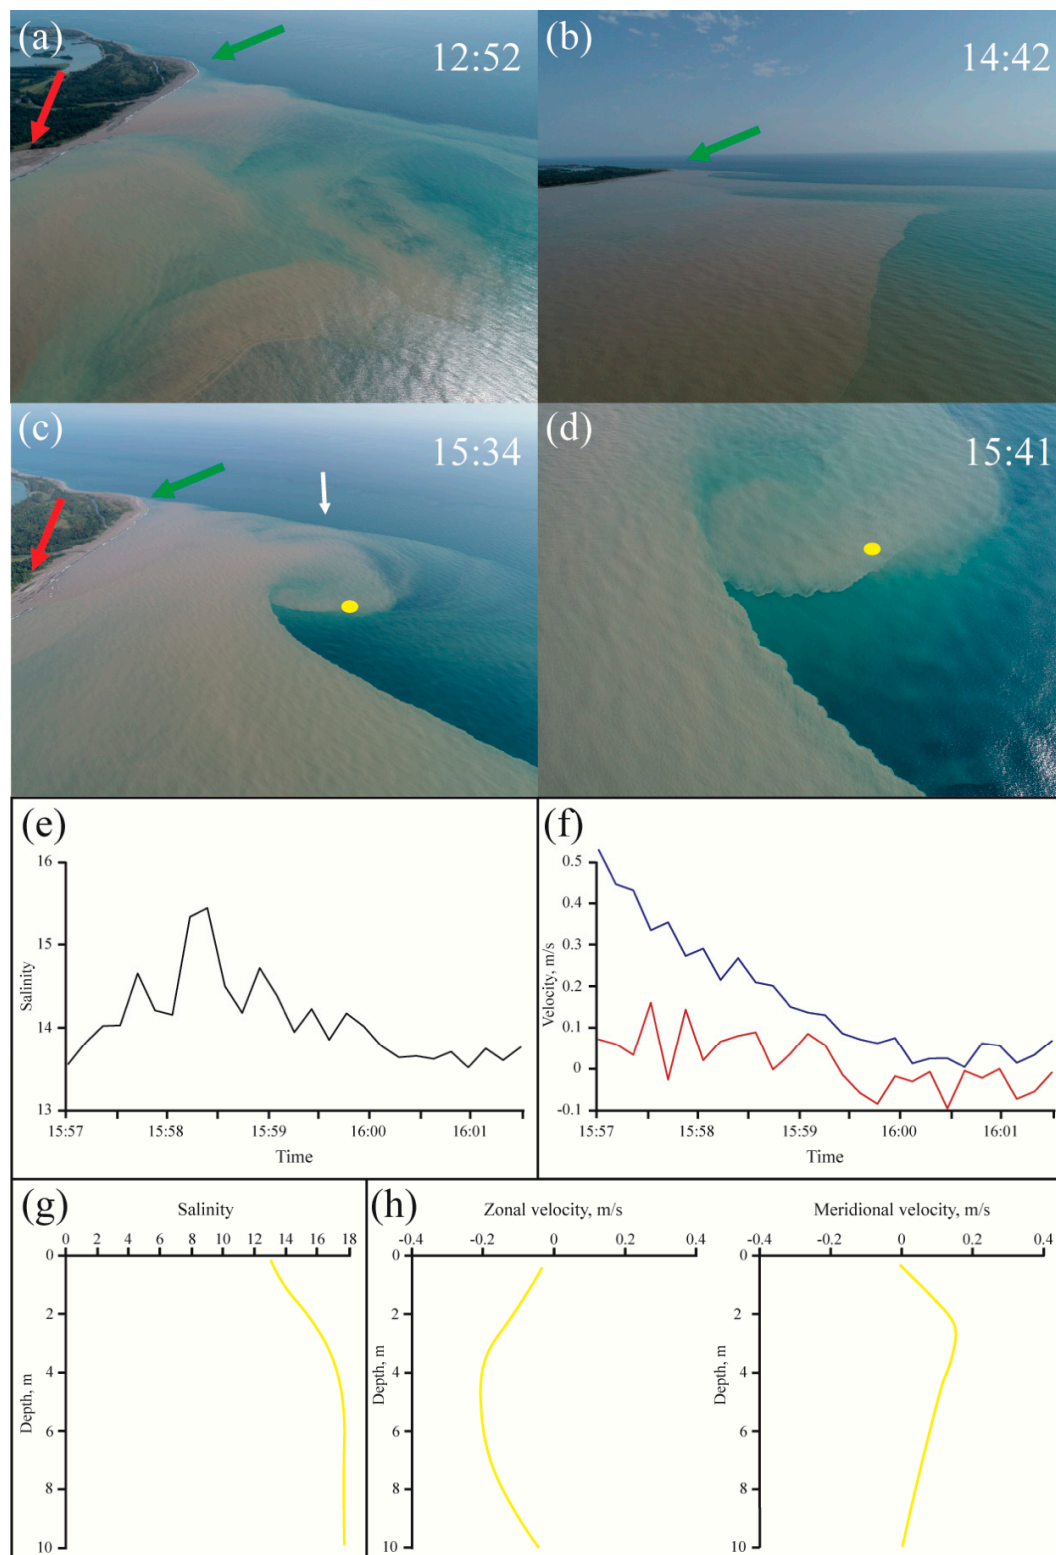 (a)
12:52
(b)
14:42
(c)
15:34
(d)
15:41
(e)
16
15
14
13
Salinity
15:57
15:58
15:59
16:00
16:01
Time
(f)
0.5
0.4
0.3
0.2
0.1
0
-0.1
Velocity, m/s
15:57
15:58
15:59
16:00
16:01
Time
(g)
Salinity
0 2 4 6 8 10 12 14 16 18
0
2
4
6
8
10
Depth, m
(h)
Zonal velocity, m/s
-0.4 -0.2 0 0.2 0.4
0
2
4
6
8
10
Depth, m
Meridional velocity, m/s
-0.4 -0.2 0 0.2 0.4
0
2
4
6
8
10
Depth, m